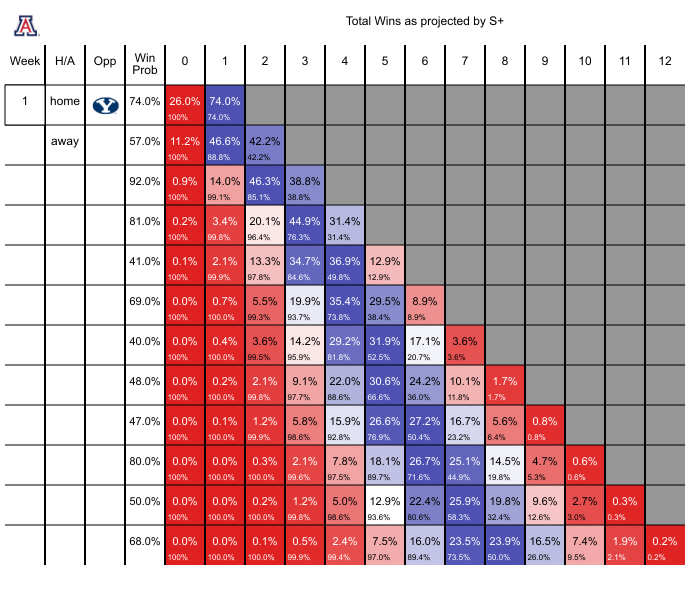 A
Total Wins as projected by S+
Week H/A Opp Win Prob 0 1 2 3 4 5 6 7 8 9 10 11 12
1 home Y 74.0% 26.0% 74.0%
100% 74.0%
away 57.0% 11.2% 46.6% 42.2%
100% 88.8% 42.2%
92.0% 0.9% 14.0% 46.3% 38.8%
100% 99.1% 85.1% 38.8%
81.0% 0.2% 3.4% 20.1% 44.9% 31.4%
100% 99.8% 96.4% 76.3% 31.4%
41.0% 0.1% 2.1% 13.3% 34.7% 36.9% 12.9%
100% 99.9% 97.8% 84.6% 49.8% 12.9%
69.0% 0.0% 0.7% 5.5% 19.9% 35.4% 29.5% 8.9%
100% 100.0% 99.3% 93.7% 73.8% 38.4% 8.9%
40.0% 0.0% 0.4% 3.6% 14.2% 29.2% 31.9% 17.1% 3.6%
100% 100.0% 99.5% 95.9% 81.8% 52.5% 20.7% 3.6%
48.0% 0.0% 0.2% 2.1% 9.1% 22.0% 30.6% 24.2% 10.1% 1.7%
100% 100.0% 99.8% 97.7% 88.6% 66.6% 36.0% 11.8% 1.7%
47.0% 0.0% 0.1% 1.2% 5.8% 15.9% 26.6% 27.2% 16.7% 5.6% 0.8%
100% 100.0% 99.9% 98.6% 92.8% 76.9% 50.4% 23.2% 6.4% 0.8%
80.0% 0.0% 0.0% 0.3% 2.1% 7.8% 18.1% 26.7% 25.1% 14.5% 4.7% 0.6%
100% 100.0% 100.0% 99.6% 97.5% 89.7% 71.6% 44.9% 19.8% 5.3% 0.6%
50.0% 0.0% 0.0% 0.2% 1.2% 5.0% 12.9% 22.4% 25.9% 19.8% 9.6% 2.7% 0.3%
100% 100.0% 100.0% 99.8% 98.6% 93.6% 80.6% 58.3% 32.4% 12.6% 3.0% 0.3%
68.0% 0.0% 0.0% 0.1% 0.5% 2.4% 7.5% 16.0% 23.5% 23.9% 16.5% 7.4% 1.9% 0.2%
100% 100.0% 100.0% 99.9% 99.4% 97.0% 89.4% 73.5% 50.0% 26.0% 9.5% 2.1% 0.2%